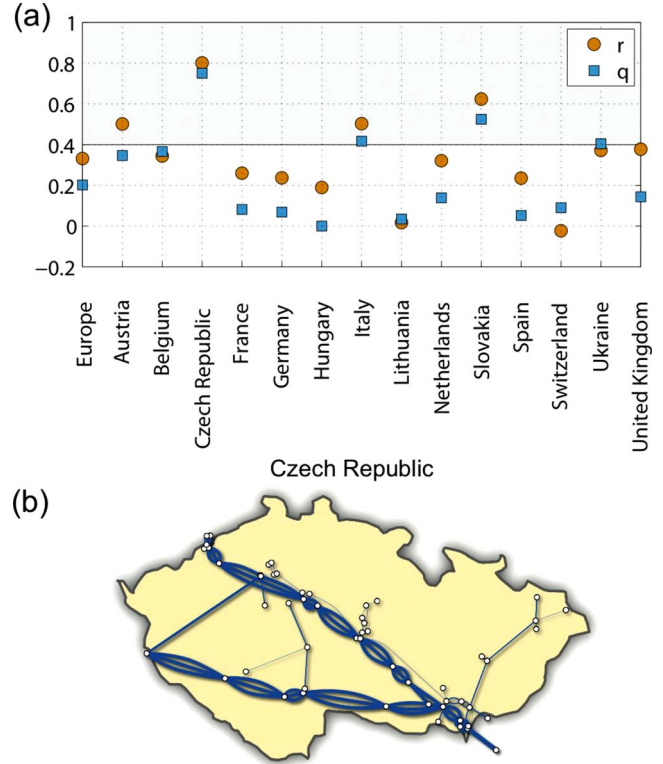 (a)
1
0.8
0.6
0.4
0.2
0
−0.2
r
q
Europe
Austria
Belgium
Czech Republic
France
Germany
Hungary
Italy
Lithuania
Netherlands
Slovakia
Spain
Switzerland
Ukraine
United Kingdom
Czech Republic
(b)